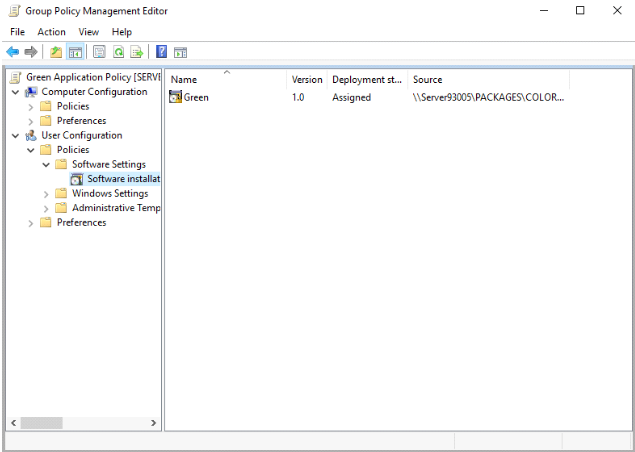 Group Policy Management Editor
File Action View Help
Green Application Policy [SERVE
Computer Configuration
Policies
Preferences
User Configuration
Policies
Software Settings
Software installat
Windows Settings
Administrative Temp
Preferences
Name Version Deployment st... Source
Green 1.0 Assigned \\Server93005\PACKAGES\COLOR...